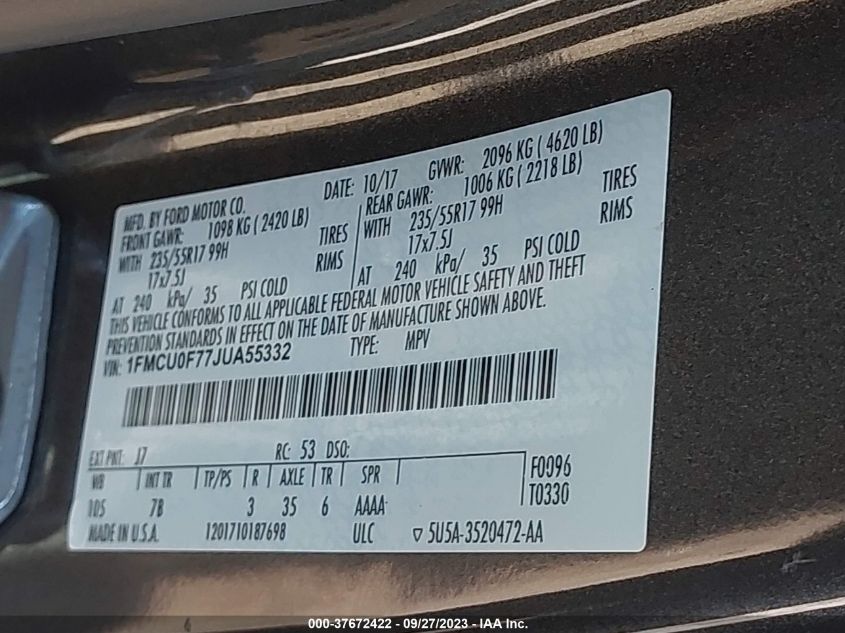 MFD. BY FORD MOTOR CO.
DATE: 10/17 GVWR: 2096 KG ( 4620 LB)
FRONT GAWR: 1098 KG ( 2420 LB)
REAR GAWR: 1006 KG ( 2218 LB)
WITH 235/55R17 99H TIRES
WITH 235/55R17 99H TIRES
17x7.5J RIMS
17x7.5J RIMS
AT 240 kPa/ 35 PSI COLD
AT 240 kPa/ 35 PSI COLD
THIS VEHICLE CONFORMS TO ALL APPLICABLE FEDERAL MOTOR VEHICLE SAFETY AND THEFT
PREVENTION STANDARDS IN EFFECT ON THE DATE OF MANUFACTURE SHOWN ABOVE.
VIN: 1FMCU0F77JUA55332 TYPE: MPV
EXT PNT: J7 RC: 53 DSO:
WB INT TR TP/PS R AXLE TR SPR
F0096
105 7B 3 35 6 AAAA
T0330
MADE IN U.S.A. 1201710187698 ULC 5U5A-3520472-AA
000-37672422 - 09/27/2023 - IAA Inc.